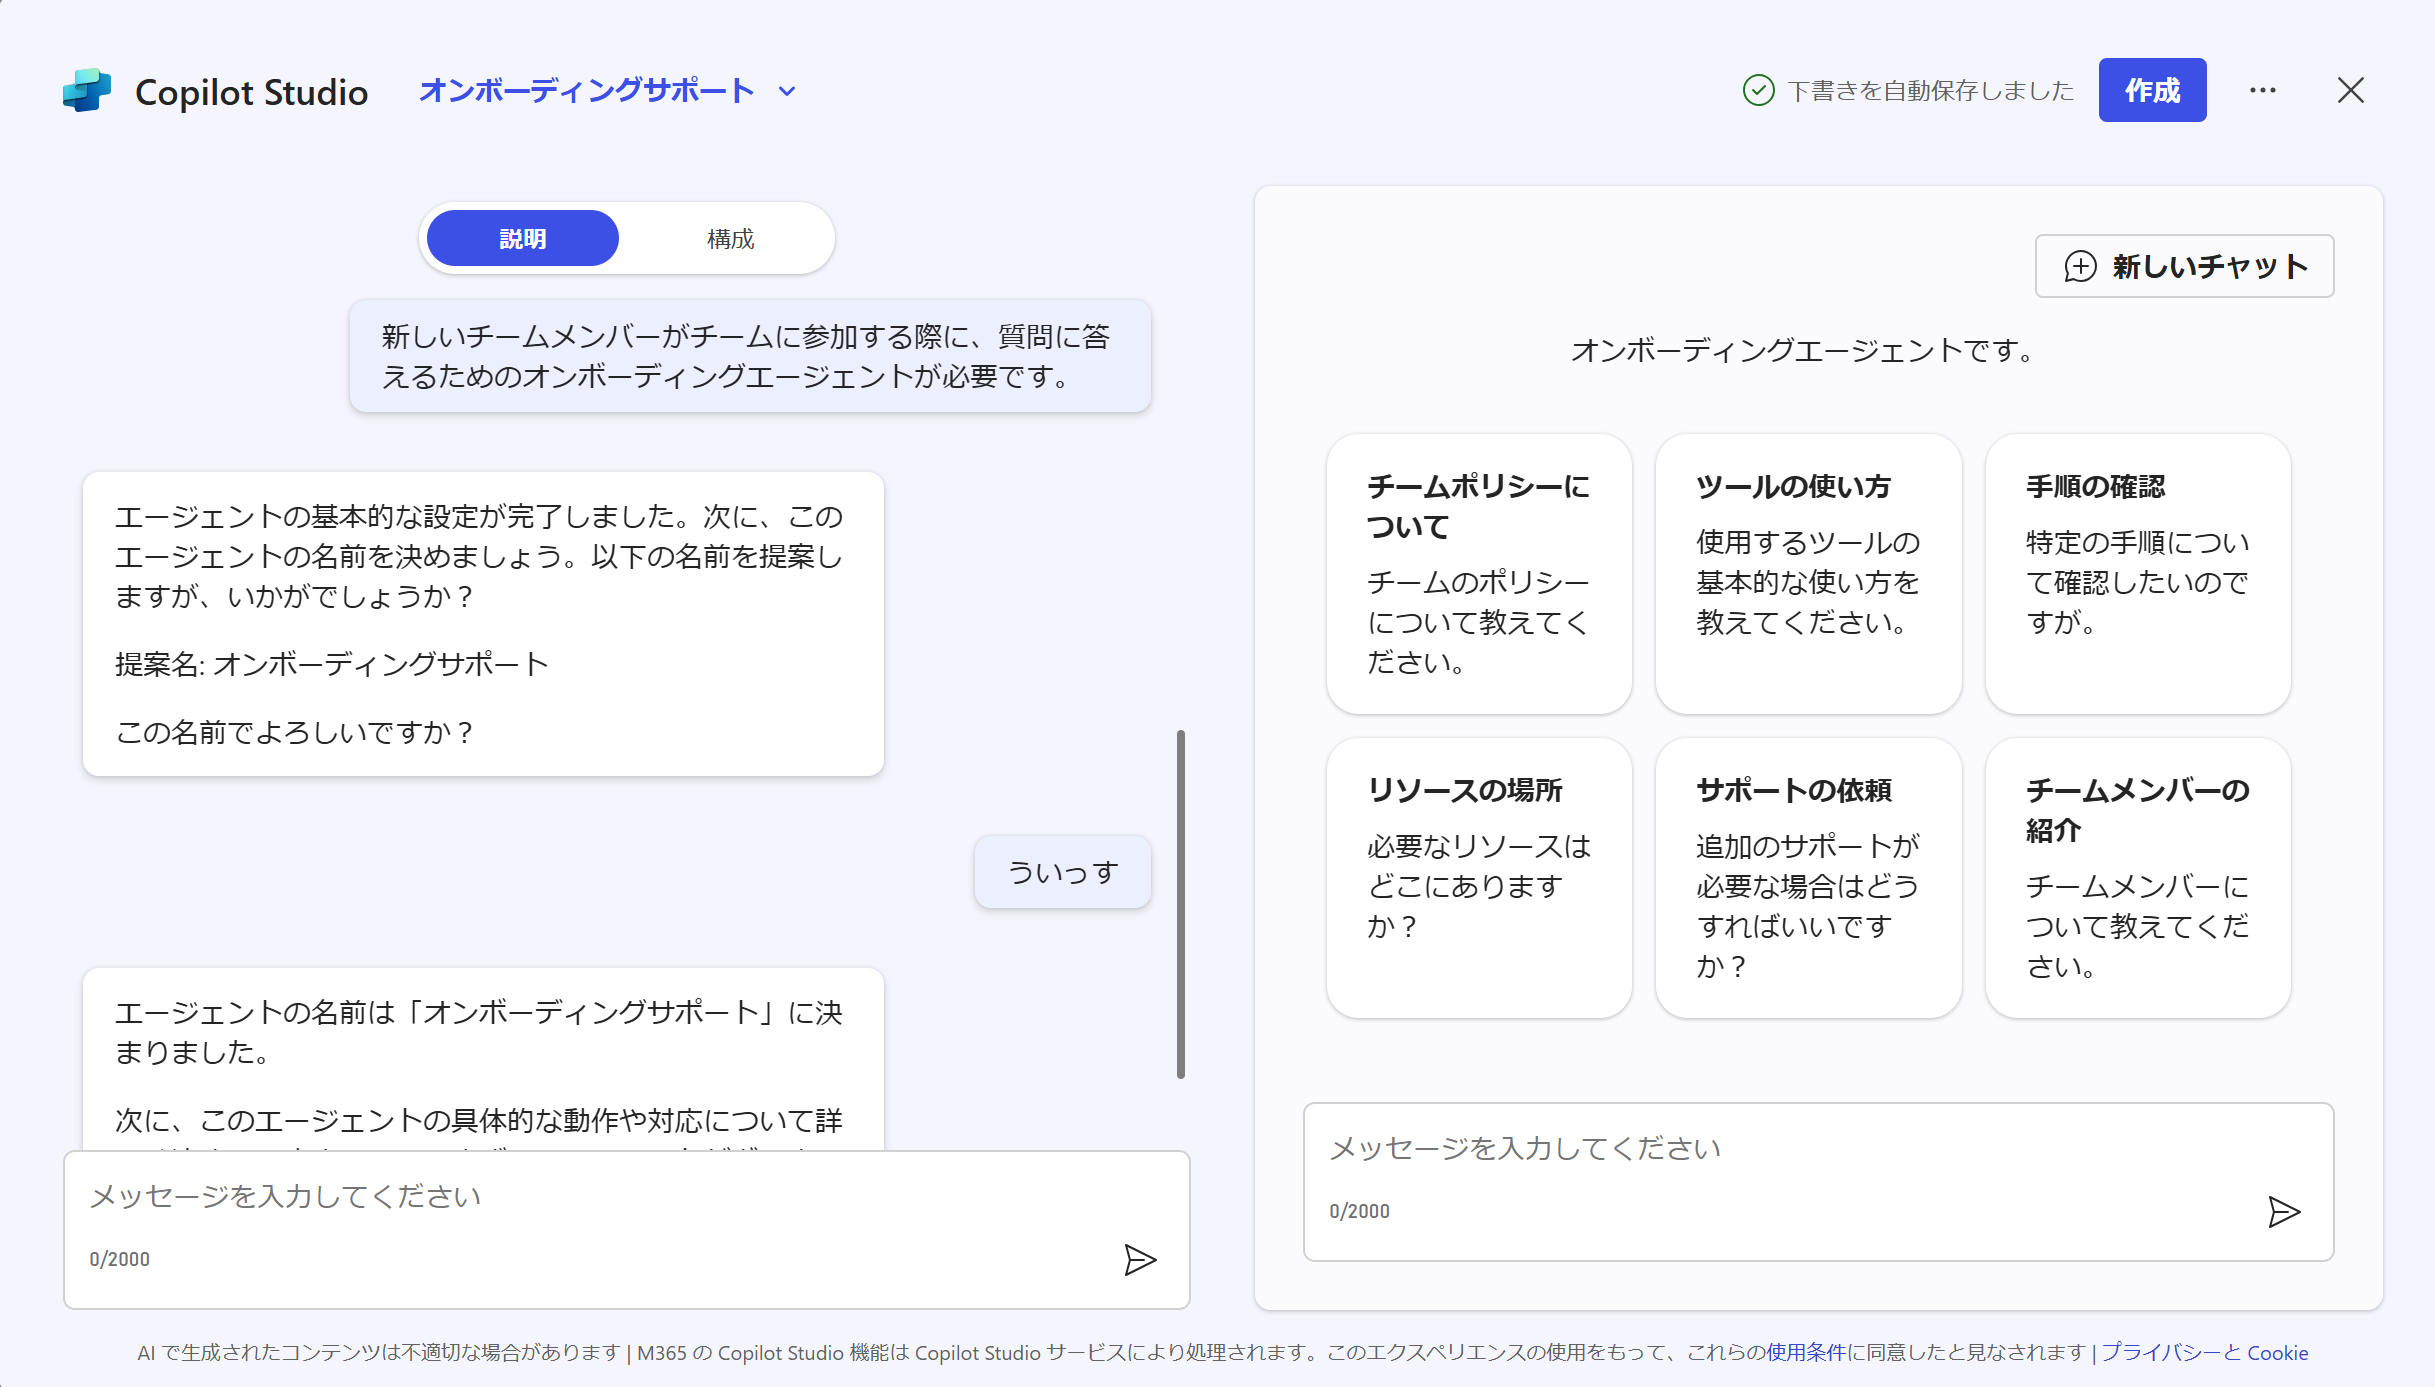 Copilot Studio
オンボーディングサポート
下書きを自動保存しました
作成
説明
構成
新しいチームメンバーがチームに参加する際に、質問に答
えるためのオンボーディングエージェントが必要です。
エージェントの基本的な設定が完了しました。次に、この
エージェントの名前を決めましょう。以下の名前を提案し
ますが、いかがでしょうか？
提案名: オンボーディングサポート
この名前でよろしいですか？
ういっす
エージェントの名前は「オンボーディングサポート」に決
まりました。
次に、このエージェントの具体的な動作や対応について詳
メッセージを入力してください
0/2000
新しいチャット
オンボーディングエージェントです。
チームポリシーに
ついて
チームのポリシー
について教えてく
ださい。
ツールの使い方
使用するツールの
基本的な使い方を
教えてください。
手順の確認
特定の手順につい
て確認したいので
すが。
リソースの場所
必要なリソースは
どこにあります
か？
サポートの依頼
追加のサポートが
必要な場合はどう
すればいいです
か？
チームメンバーの
紹介
チームメンバーに
ついて教えてくだ
さい。
メッセージを入力してください
0/2000
AI で生成されたコンテンツは不適切な場合があります | M365 の Copilot Studio 機能は Copilot Studio サービスにより処理されます。このエクスペリエンスの使用をもって、これらの使用条件に同意したと見なされます | プライバシーと Cookie